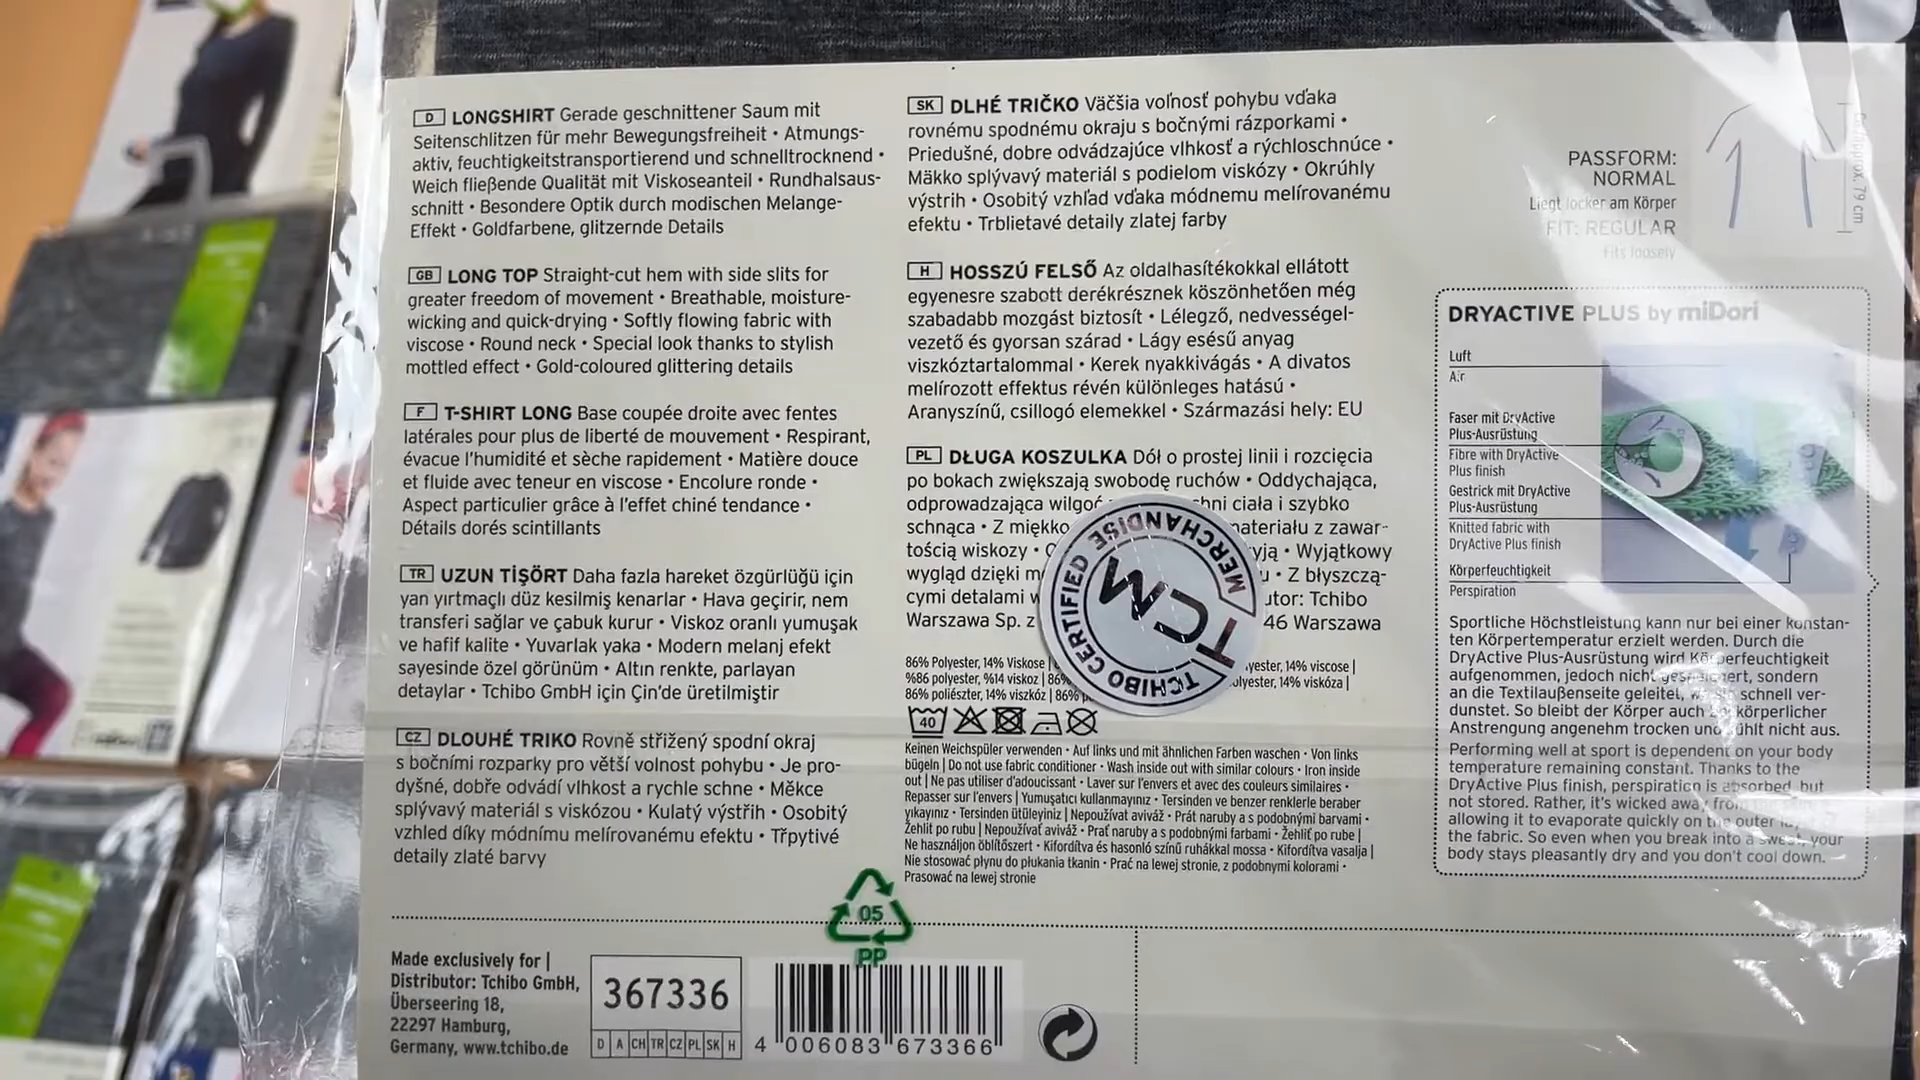 D LONGSHIRT Gerade geschnittener Saum mit
Seitenschlitzen für mehr Bewegungsfreiheit • Atmungs-
aktiv, feuchtigkeitstransportierend und schnelltrocknend •
Weich fließende Qualität mit Viskoseanteil • Rundhalsaus-
schnitt • Besondere Optik durch modischen Melange-
Effekt • Goldfarbene, glitzernde Details
GB LONG TOP Straight-cut hem with side slits for
greater freedom of movement • Breathable, moisture-
wicking and quick-drying • Softly flowing fabric with
viscose • Round neck • Special look thanks to stylish
mottled effect • Gold-coloured glittering details
F T-SHIRT LONG Base coupée droite avec fentes
latérales pour plus de liberté de mouvement • Respirant,
évacue l'humidité et sèche rapidement • Matière douce
et fluide avec teneur en viscose • Encolure ronde •
Aspect particulier grâce à l'effet chiné tendance •
Détails dorés scintillants
TR UZUN TİŞÖRT Daha fazla hareket özgürlüğü için
yan yırtmaçlı düz kesilmiş kenarlar • Hava geçirir, nem
transferi sağlar ve çabuk kurur • Viskoz oranlı yumuşak
ve hafif kalite • Yuvarlak yaka • Modern melanj efekt
sayesinde özel görünüm • Altın renkte, parlayan
detaylar • Tchibo GmbH için Çin'de üretilmiştir
CZ DLOUHÉ TRIKO Rovně střižený spodní okraj
s bočními rozparky pro větší volnost pohybu • Je pro-
dyšné, dobře odvádí vlhkost a rychle schne • Měkce
splývavý materiál s viskózou • Kulatý výstřih • Osobitý
vzhled díky módnímu melírovanému efektu • Třpytivé
detaily zlaté barvy
SK DLHÉ TRIČKO Väčšia voľnosť pohybu vďaka
rovnému spodnému okraju s bočnými rázporkami •
Priedušné, dobre odvádzajúce vlhkosť a rýchloschnúce •
Mäkko splývavý materiál s podielom viskózy • Okrúhly
výstrih • Osobitý vzhľad vďaka módnemu melírovanému
efektu • Trblietavé detaily zlatej farby
H HOSSZÚ FELSŐ Az oldalhasítékokkal ellátott
egyenesre szabott derékrésznek köszönhetően még
szabadabb mozgást biztosít • Lélegző, nedvességel-
vezető és gyorsan szárad • Lágy esésű anyag
viszkóztartalommal • Kerek nyakkivágás • A divatos
melírozott effektus révén különleges hatású •
Aranyszínű, csillogó elemekkel • Származási hely: EU
PL DŁUGA KOSZULKA Dół o prostej linii i rozcięcia
po bokach zwiększają swobodę ruchów • Oddychająca,
odprowadzająca wilgoć ciała i szybko
schnąca • Z miękko z zawar-
tością wiskozy • • Wyjątkowy
wygląd dzięki • Z błyszczą-
cymi detalami Tchibo
Warszawa Sp. z 46 Warszawa
TCHIBO CERTIFIED MERCHANDISE
TCM
86% Polyester, 14% Viskose | 14% viscose |
%86 polyester, %14 viskoz | 86% 14% viskóza |
86% poliészter, 14% viszkóz | 86%
40
Keinen Weichspüler verwenden • Auf links und mit ähnlichen Farben waschen • Von links
bügeln | Do not use fabric conditioner • Wash inside out with similar colours • Iron inside
out | Ne pas utiliser d'adoucissant • Laver sur l'envers et avec des couleurs similaires •
Repasser sur l'envers | Yumuşatıcı kullanmayınız • Tersinden ve benzer renklerle beraber
yıkayınız • Tersinden ütüleyiniz | Nepoužívat aviváž • Prát naruby a s podobnými barvami •
Žehlit po rubu | Nepoužívať aviváž • Prať naruby a s podobnými farbami • Žehliť po rube |
Ne használjon öblítőszert • Kifordítva és hasonló színű ruhákkal mossa • Kifordítva vasalja |
Nie stosować płynu do płukania tkanin • Prać na lewej stronie, z podobnymi kolorami •
Prasować na lewej stronie
PASSFORM:
NORMAL
Liegt locker am Körper
FIT: REGULAR
Fits loosely
79 cm
DRYACTIVE PLUS by miDori
Luft
Air
Faser mit DryActive
Plus-Ausrüstung
Fibre with DryActive
Plus finish
Gestrick mit DryActive
Plus-Ausrüstung
Knitted fabric with
DryActive Plus finish
Körperfeuchtigkeit
Perspiration
Sportliche Höchstleistung kann nur bei einer konstan-
ten Körpertemperatur erzielt werden. Durch die
DryActive Plus-Ausrüstung wird Körperfeuchtigkeit
aufgenommen, jedoch nicht gespeichert, sondern
an die Textilaußenseite geleitet, wo sie schnell ver-
dunstet. So bleibt der Körper auch bei körperlicher
Anstrengung angenehm trocken und kühlt nicht aus.
Performing well at sport is dependent on your body
temperature remaining constant. Thanks to the
DryActive Plus finish, perspiration is absorbed, but
not stored. Rather, it's wicked away from
allowing it to evaporate quickly on the outer of
the fabric. So even when you break into a sweat, your
body stays pleasantly dry and you don't cool down.
05
PP
Made exclusively for |
Distributor: Tchibo GmbH,
Überseering 18,
22297 Hamburg,
Germany, www.tchibo.de
367336
D A CH TR CZ PL SK H
4 006083 673366